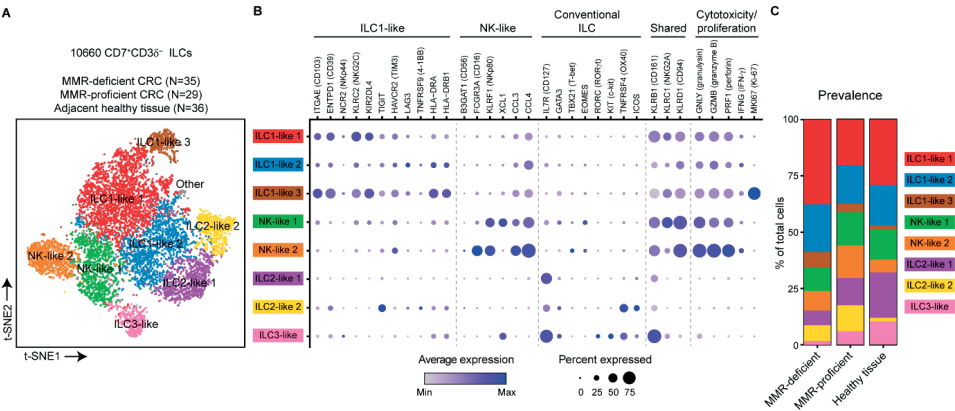 A
10660 CD7⁺CD3δ⁻ ILCs
MMR-deficient CRC (N=35)
MMR-proficient CRC (N=29)
Adjacent healthy tissue (N=36)
ILC1-like 3
Other
ILC1-like 1
ILC2-like 2
ILC1-like 2
NK-like 2
NK-like 1
ILC2-like 1
ILC3-like
t-SNE2
t-SNE1
B
ILC1-like
NK-like
Conventional
ILC
Shared
Cytotoxicity/
proliferation
ITGAE (CD103)
ENTPD1 (CD39)
NCR2 (NKp44)
KLRC2 (NKG2C)
KIR2DL4
TIGIT
HAVCR2 (TIM3)
LAG3
TNFRSF9 (4-1BB)
HLA-DRA
HLA-DRB1
B3GAT1 (CD56)
FCGR3A (CD16)
KLRF1 (NKp80)
XCL1
CCL3
CCL4
IL7R (CD127)
GATA3
TBX21 (T-bet)
EOMES
RORC (RORγt)
KIT (c-kit)
TNFRSF4 (OX40)
ICOS
KLRB1 (CD161)
KLRC1 (NKG2A)
KLRD1 (CD94)
GNLY (granulysin)
GZMB (granzyme B)
PRF1 (perforin)
IFNG (IFN-γ)
MKI67 (Ki-67)
ILC1-like 1
ILC1-like 2
ILC1-like 3
NK-like 1
NK-like 2
ILC2-like 1
ILC2-like 2
ILC3-like
Average expression
Min
Max
Percent expressed
0
25
50
75
C
Prevalence
% of total cells
100
75
50
25
0
MMR-deficient
MMR-proficient
Healthy tissue
ILC1-like 1
ILC1-like 2
ILC1-like 3
NK-like 1
NK-like 2
ILC2-like 1
ILC2-like 2
ILC3-like